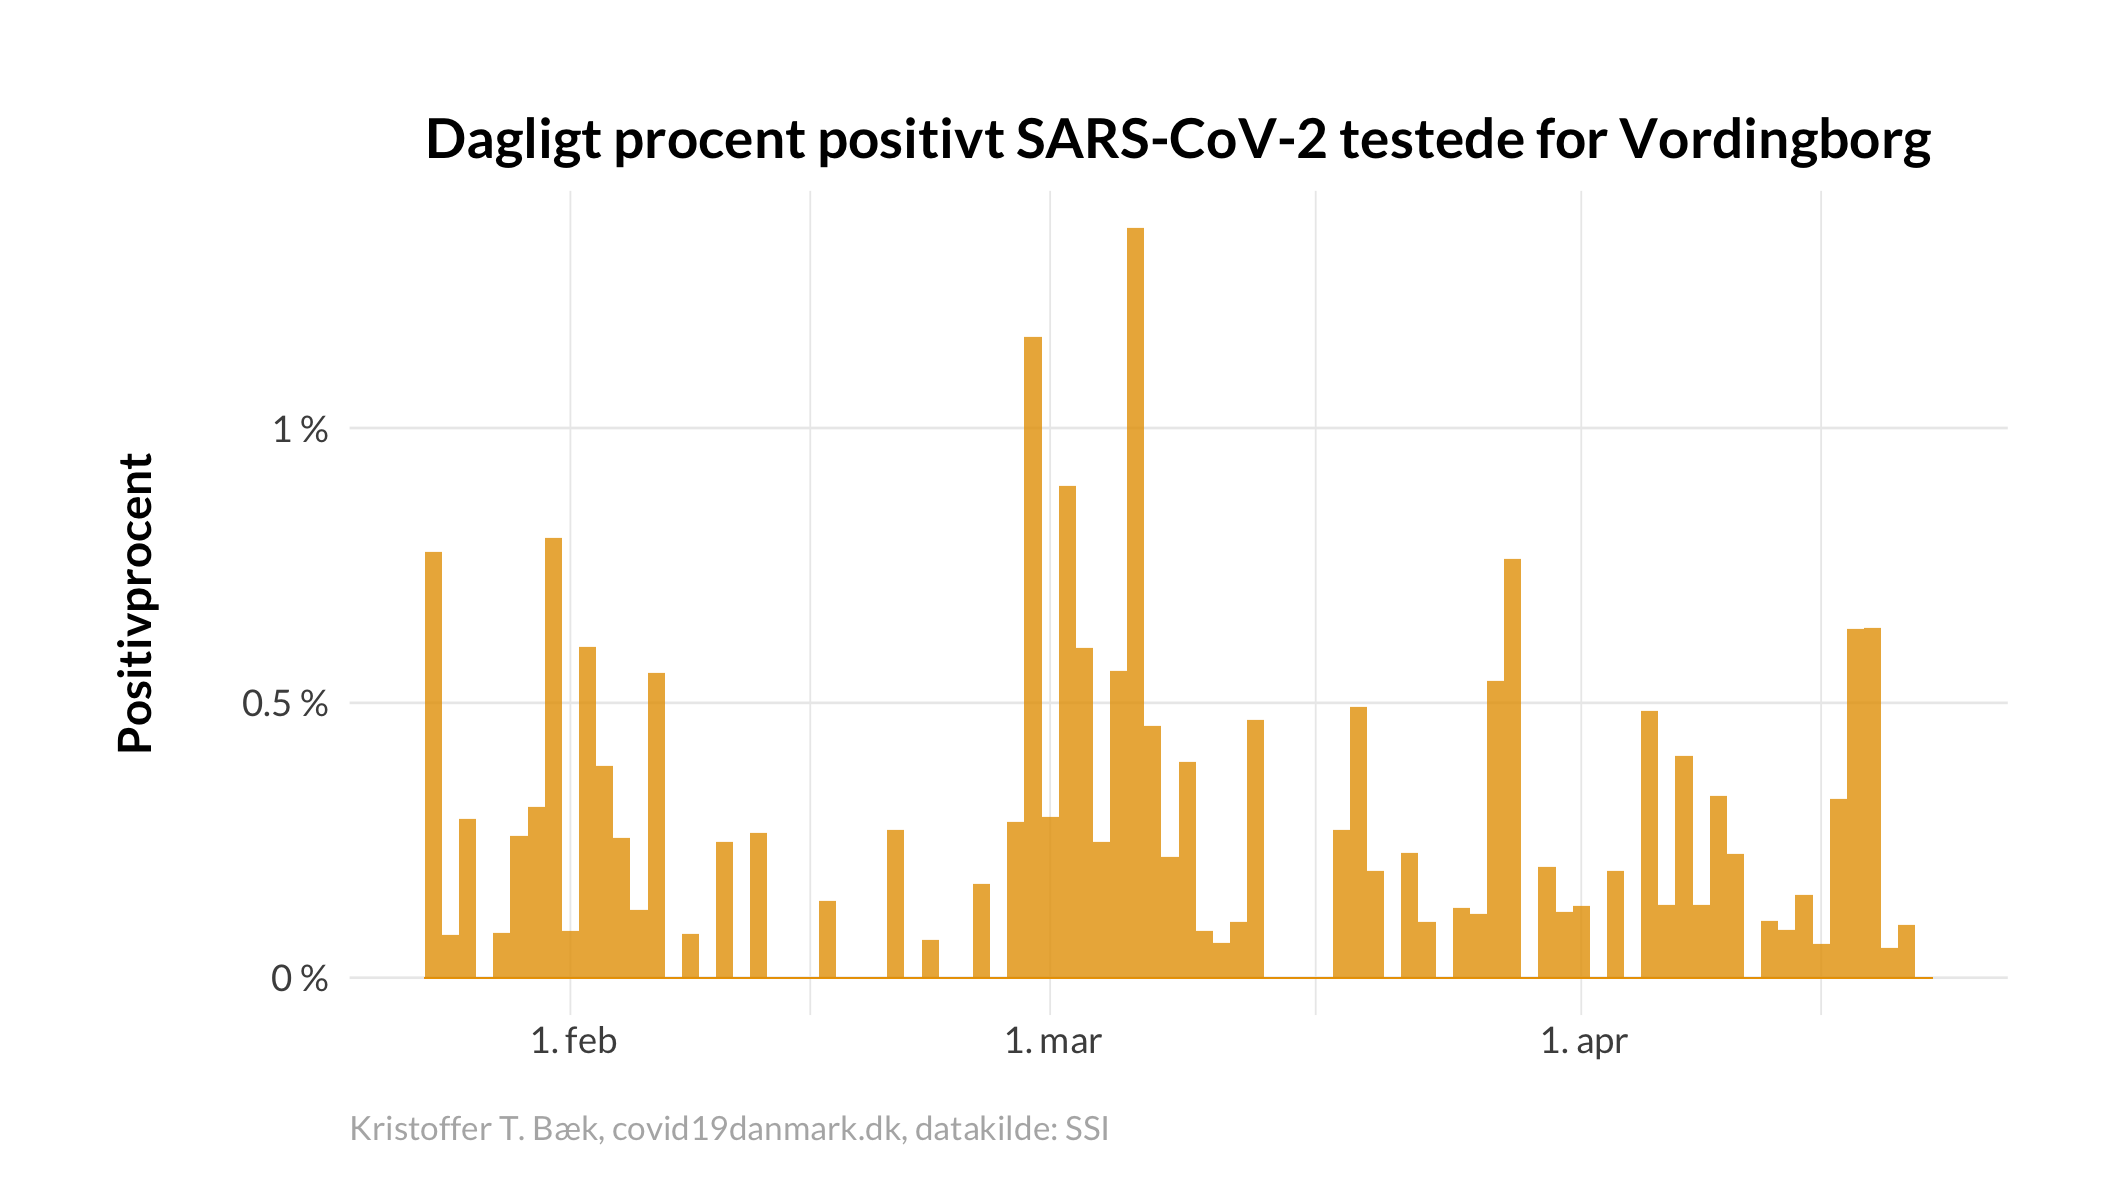 Dagligt procent positivt SARS-CoV-2 testede for Vordingborg
Positivprocent
1 %
0.5 %
0 %
1. feb
1. mar
1. apr
Kristoffer T. Bæk, covid19danmark.dk, datakilde: SSI